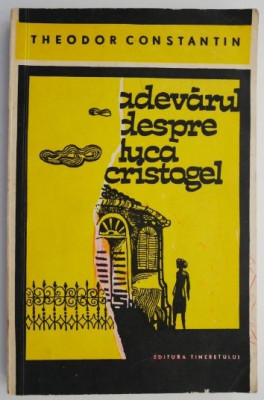 THEODOR CONSTANTIN
adevărul
despre
luca
cristogel
EDITURA TINERETULUI